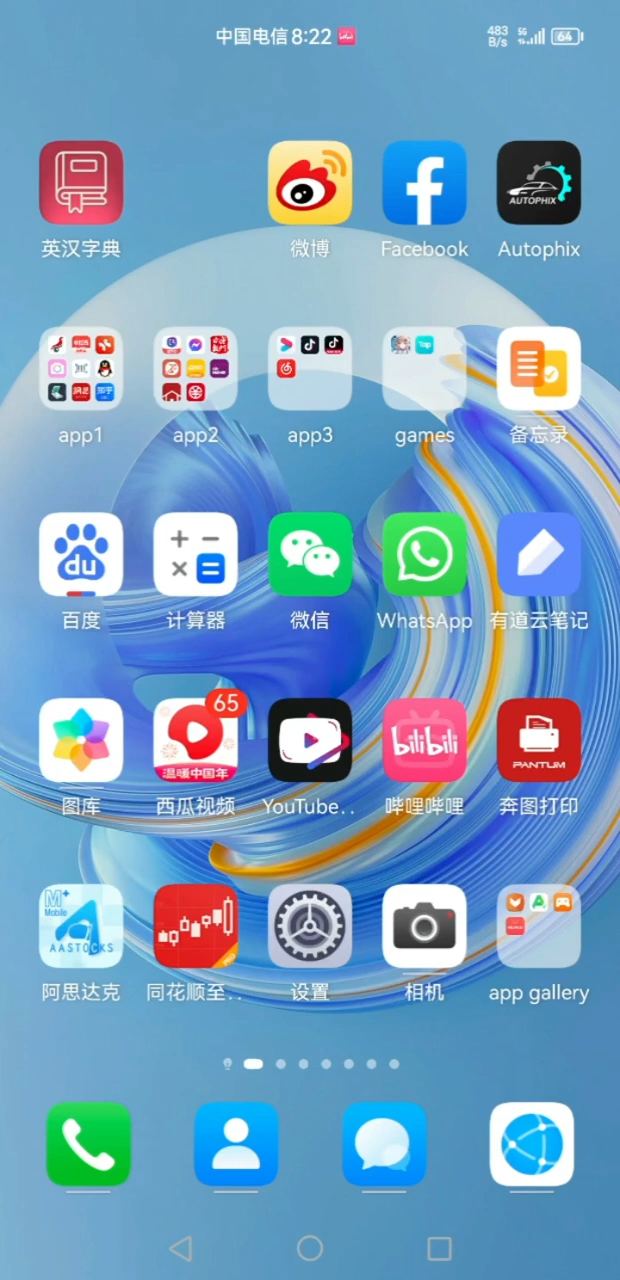 中国电信 8:22
483 B/s 5G 64
英汉字典
微博
Facebook
AUTOPHIX
Autophix
app1
app2
app3
games
备忘录
du
百度
计算器
微信
WhatsApp
有道云笔记
图库
65
温暖中国年
西瓜视频
YouTube..
bilibili
哔哩哔哩
PANTUM
奔图打印
M+
Mobile
AASTOCKS
阿思达克
同花顺至..
设置
相机
app gallery